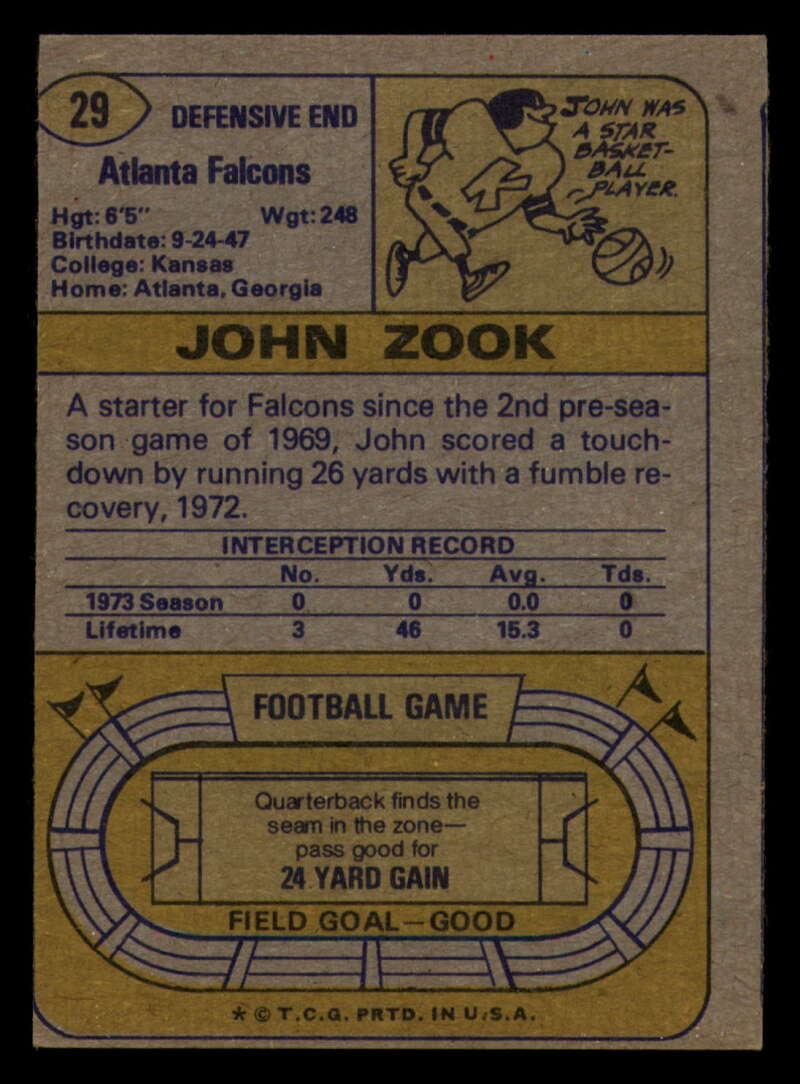 29
DEFENSIVE END
Atlanta Falcons
Hgt: 6'5" Wgt: 248
Birthdate: 9-24-47
College: Kansas
Home: Atlanta, Georgia
JOHN WAS
A STAR
BASKET-
BALL
PLAYER.
JOHN ZOOK
A starter for Falcons since the 2nd pre-sea-
son game of 1969, John scored a touch-
down by running 26 yards with a fumble re-
covery, 1972.
INTERCEPTION RECORD
No. Yds. Avg. Tds.
1973 Season 0 0 0.0 0
Lifetime 3 46 15.3 0
FOOTBALL GAME
Quarterback finds the
seam in the zone—
pass good for
24 YARD GAIN
FIELD GOAL—GOOD
* © T.C.G. PRTD. IN U.S.A.